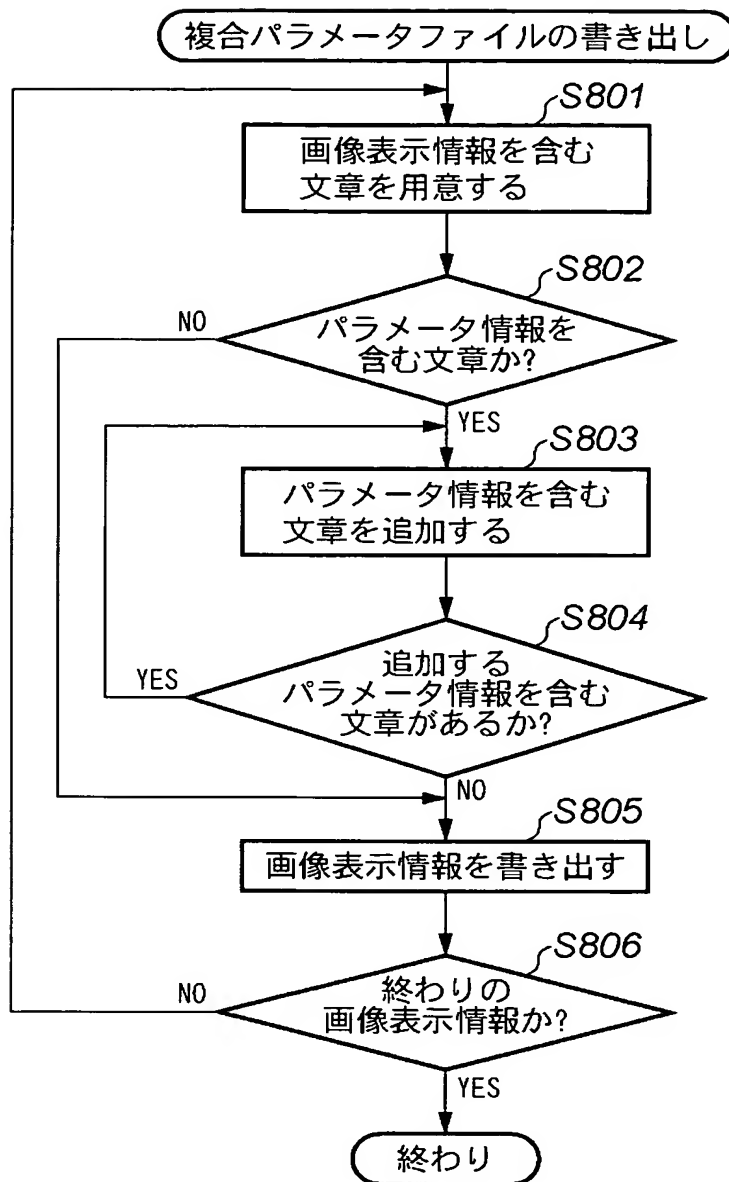 複合パラメータファイルの書き出し
S801
画像表示情報を含む
文章を用意する
S802
NO
パラメータ情報を
含む文章か?
YES
S803
パラメータ情報を含む
文章を追加する
S804
YES
追加する
パラメータ情報を含む
文章があるか?
NO
S805
画像表示情報を書き出す
S806
NO
終わりの
画像表示情報か?
YES
終わり